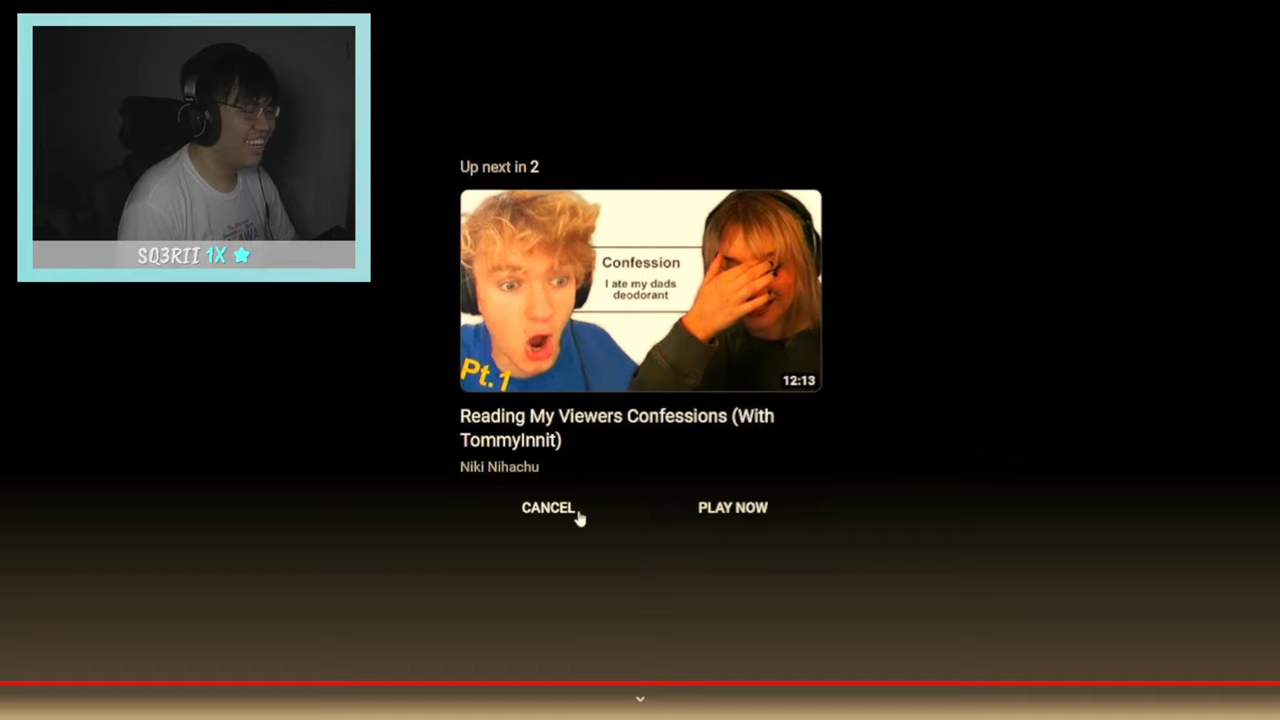 SQ3RII 1X
Up next in 2
Confession
I ate my dads
deodorant
Pt.1
12:13
Reading My Viewers Confessions (With
TommyInnit)
Niki Nihachu
CANCEL
PLAY NOW